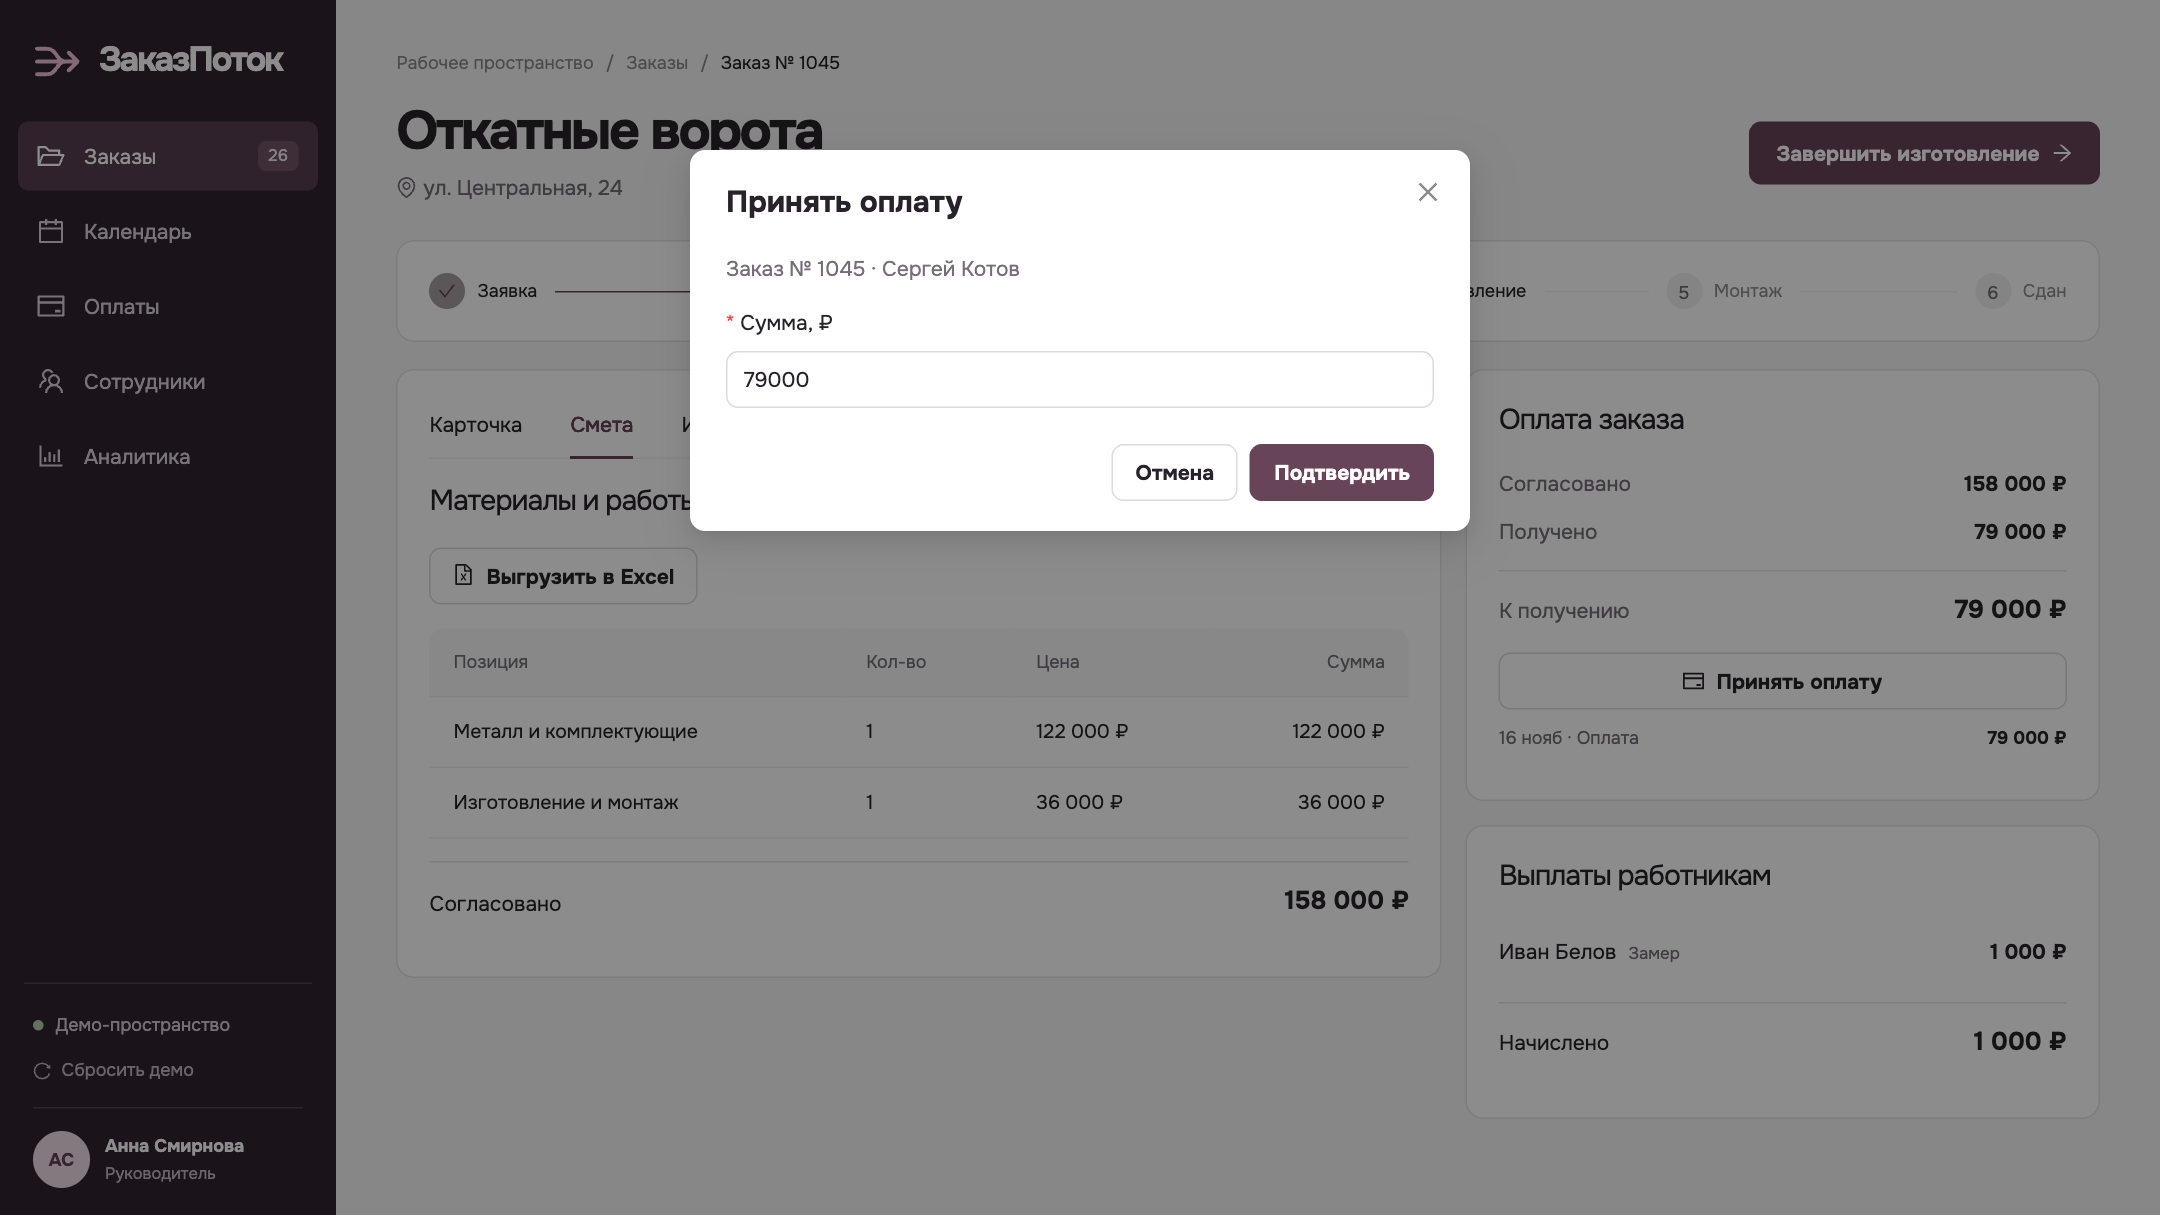 ЗаказПоток
Заказы 26
Календарь
Оплаты
Сотрудники
Аналитика
Демо-пространство
Сбросить демо
АС
Анна Смирнова
Руководитель
Рабочее пространство / Заказы / Заказ № 1045
Откатные ворота
ул. Центральная, 24
Завершить изготовление
Заявка
вление
5 Монтаж
6 Сдан
Принять оплату
Заказ № 1045 · Сергей Котов
* Сумма, ₽
79000
Отмена Подтвердить
Карточка Смета
Материалы и работы
Выгрузить в Excel
Позиция Кол-во Цена Сумма
Металл и комплектующие 1 122 000 ₽ 122 000 ₽
Изготовление и монтаж 1 36 000 ₽ 36 000 ₽
Согласовано 158 000 ₽
Оплата заказа
Согласовано 158 000 ₽
Получено 79 000 ₽
К получению 79 000 ₽
Принять оплату
16 нояб · Оплата 79 000 ₽
Выплаты работникам
Иван Белов Замер 1 000 ₽
Начислено 1 000 ₽